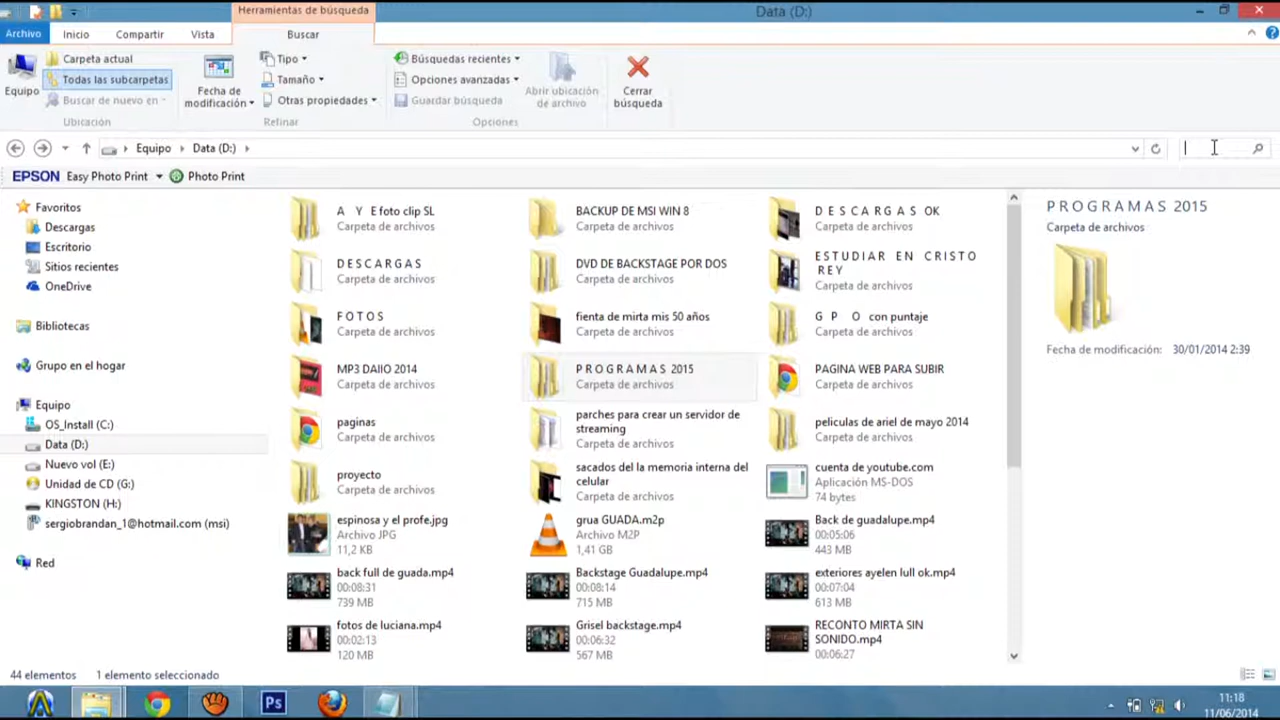 Herramientas de búsqueda
Data (D:)
Archivo
Inicio
Compartir
Vista
Buscar
Equipo
Carpeta actual
Todas las subcarpetas
Buscar de nuevo en
Ubicación
Fecha de
modificación
Tipo
Tamaño
Otras propiedades
Refinar
Búsquedas recientes
Opciones avanzadas
Guardar búsqueda
Opciones
Abrir ubicación
de archivo
Cerrar
búsqueda
Equipo
Data (D:)
EPSON Easy Photo Print
Photo Print
Favoritos
Descargas
Escritorio
Sitios recientes
OneDrive
Bibliotecas
Grupo en el hogar
Equipo
OS_Install (C:)
Data (D:)
Nuevo vol (E:)
Unidad de CD (G:)
KINGSTON (H:)
sergiobrandan_1@hotmail.com (msi)
Red
A Y E foto clip SL
Carpeta de archivos
BACKUP DE MSI WIN 8
Carpeta de archivos
D E S C A R G A S OK
Carpeta de archivos
D E S C A R G A S
Carpeta de archivos
DVD DE BACKSTAGE POR DOS
Carpeta de archivos
E S T U D I A R E N C R I S T O
R E Y
Carpeta de archivos
F O T O S
Carpeta de archivos
fienta de mirta mis 50 años
Carpeta de archivos
G P O con puntaje
Carpeta de archivos
MP3 DAIIO 2014
Carpeta de archivos
P R O G R A M A S 2015
Carpeta de archivos
PAGINA WEB PARA SUBIR
Carpeta de archivos
paginas
Carpeta de archivos
parches para crear un servidor de
streaming
Carpeta de archivos
peliculas de ariel de mayo 2014
Carpeta de archivos
proyecto
Carpeta de archivos
sacados del la memoria interna del
celular
Carpeta de archivos
cuenta de youtube.com
Aplicación MS-DOS
74 bytes
espinosa y el profe.jpg
Archivo JPG
11,2 KB
grua GUADA.m2p
Archivo M2P
1,41 GB
Back de guadalupe.mp4
00:05:06
443 MB
back full de guada.mp4
00:08:31
739 MB
Backstage Guadalupe.mp4
00:08:14
715 MB
exteriores ayelen lull ok.mp4
00:07:04
613 MB
fotos de luciana.mp4
00:02:13
120 MB
Grisel backstage.mp4
00:06:32
567 MB
RECONTO MIRTA SIN
SONIDO.mp4
00:06:27
P R O G R A M A S 2015
Carpeta de archivos
Fecha de modificación: 30/01/2014 2:39
44 elementos
1 elemento seleccionado
Ps
11:18
11/06/2014